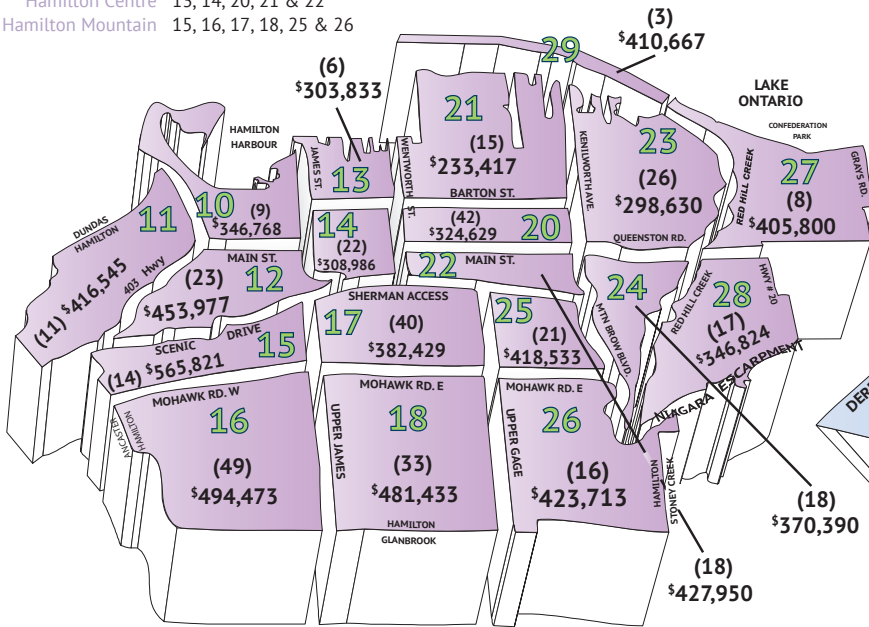 Hamilton Centre 13, 14, 20, 21 & 22
Hamilton Mountain 15, 16, 17, 18, 25 & 26
(3)
$410,667
29
(6)
$303,833
LAKE
ONTARIO
CONFEDERATION
PARK
HAMILTON
HARBOUR
21
(15)
$233,417
BARTON ST.
JAMES ST.
13
WENTWORTH
ST.
KENILWORTH AVE.
23
(26)
$298,630
QUEENSTON RD.
RED HILL CREEK
27
(8)
$405,800
GRAYS RD.
DUNDAS
HAMILTON
11
403 Hwy
(11) $416,545
10
(9)
$346,768
14
(22)
$308,986
(42)
$324,629
20
MAIN ST.
(23)
12
$453,977
22
MAIN ST.
SHERMAN ACCESS
17
(40)
$382,429
25
(21)
$418,533
24
MTN BROW BLVD.
RED HILL CREEK
HWY # 20
28
(17)
$346,824
NIAGARA ESCARPMENT
SCENIC DRIVE
15
(14) $565,821
MOHAWK RD. W
ANCASTER
HAMILTON
16
(49)
$494,473
MOHAWK RD. E
UPPER JAMES
18
(33)
$481,433
HAMILTON
GLANBROOK
MOHAWK RD. E
UPPER GAGE
26
(16)
$423,713
HAMILTON
STONEY CREEK
(18)
$370,390
(18)
$427,950